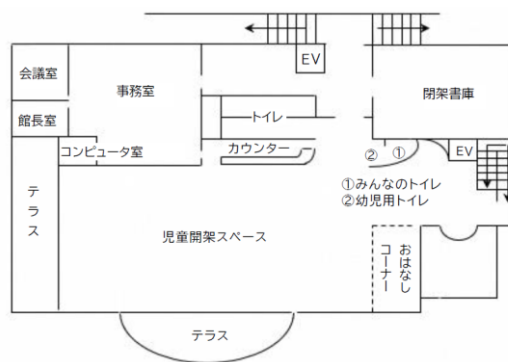 EV
会議室
事務室
閉架書庫
館長室
トイレ
コンピュータ室
カウンター
②
①
EV
①みんなのトイレ
②幼児用トイレ
テラス
児童開架スペース
おはなし
コーナー
テラス